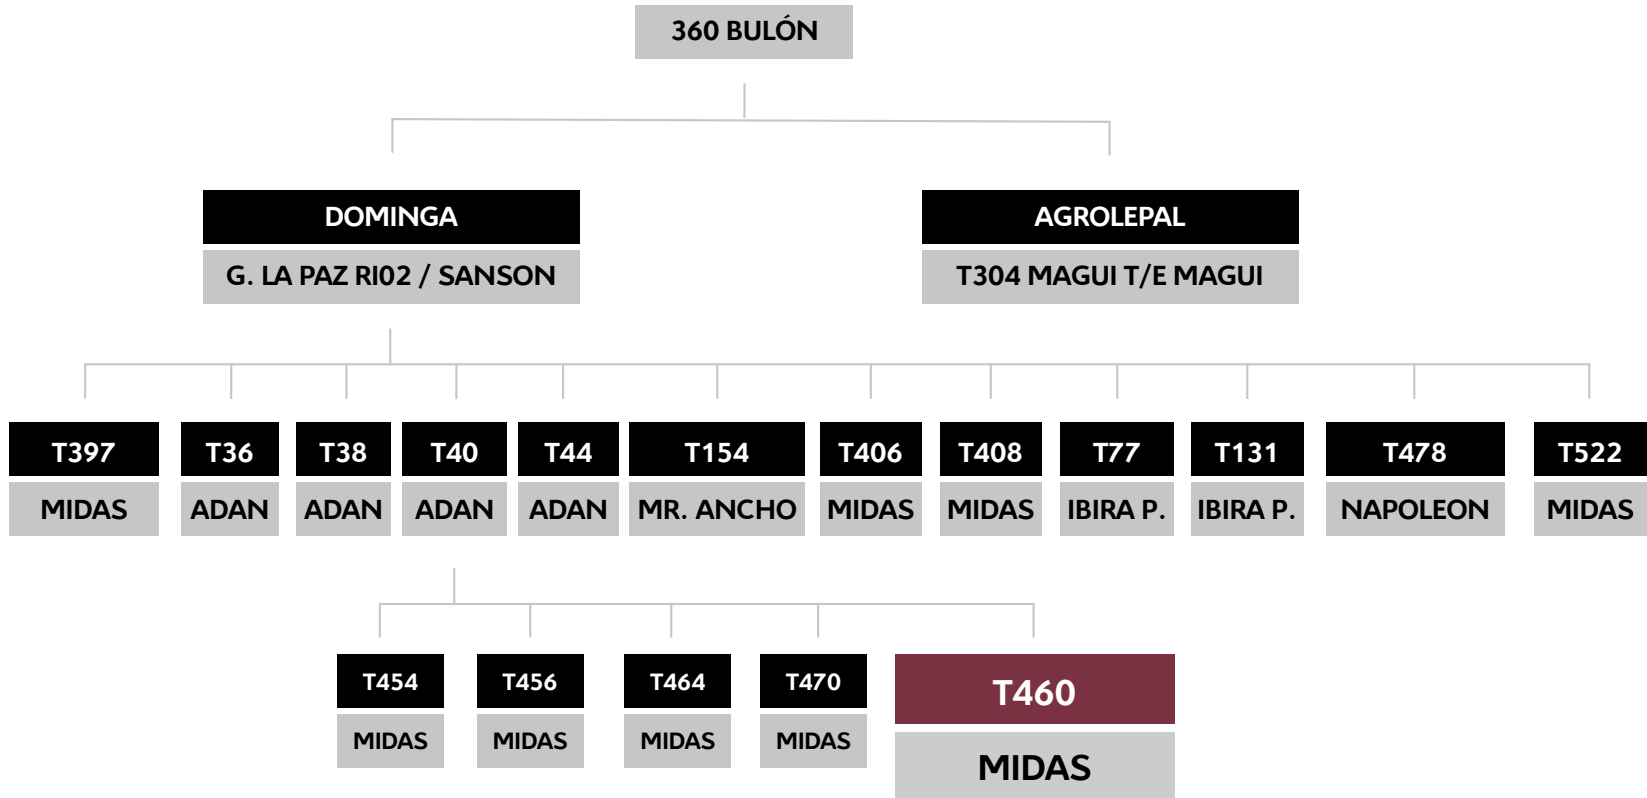 360 BULÓN
DOMINGA
AGROLEPAL
G. LA PAZ RI02 / SANSON
T304 MAGUI T/E MAGUI
T397
T36
T38
T40
T44
T154
T406
T408
T77
T131
T478
T522
MIDAS
ADAN
ADAN
ADAN
ADAN
MR. ANCHO
MIDAS
MIDAS
IBIRA P.
IBIRA P.
NAPOLEON
MIDAS
T454
T456
T464
T470
T460
MIDAS
MIDAS
MIDAS
MIDAS
MIDAS